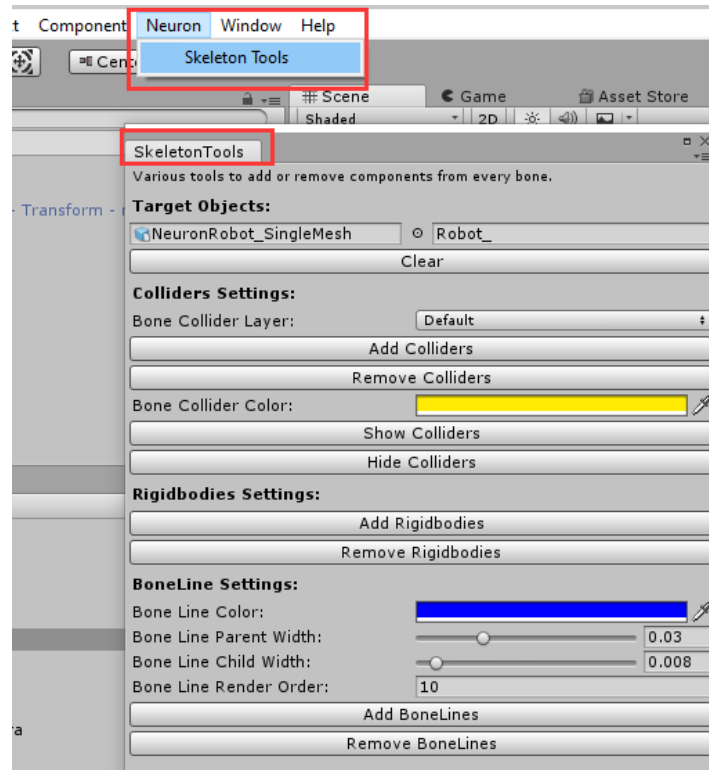 t Component Neuron Window Help
Cent
Skeleton Tools
# Scene Game Asset Store
Shaded 2D
SkeletonTools
Various tools to add or remove components from every bone.
- Transform - r
Target Objects:
NeuronRobot_SingleMesh Robot_
Clear
Colliders Settings:
Bone Collider Layer: Default
Add Colliders
Remove Colliders
Bone Collider Color:
Show Colliders
Hide Colliders
Rigidbodies Settings:
Add Rigidbodies
Remove Rigidbodies
BoneLine Settings:
Bone Line Color:
Bone Line Parent Width: 0.03
Bone Line Child Width: 0.008
Bone Line Render Order: 10
Add BoneLines
ra
Remove BoneLines